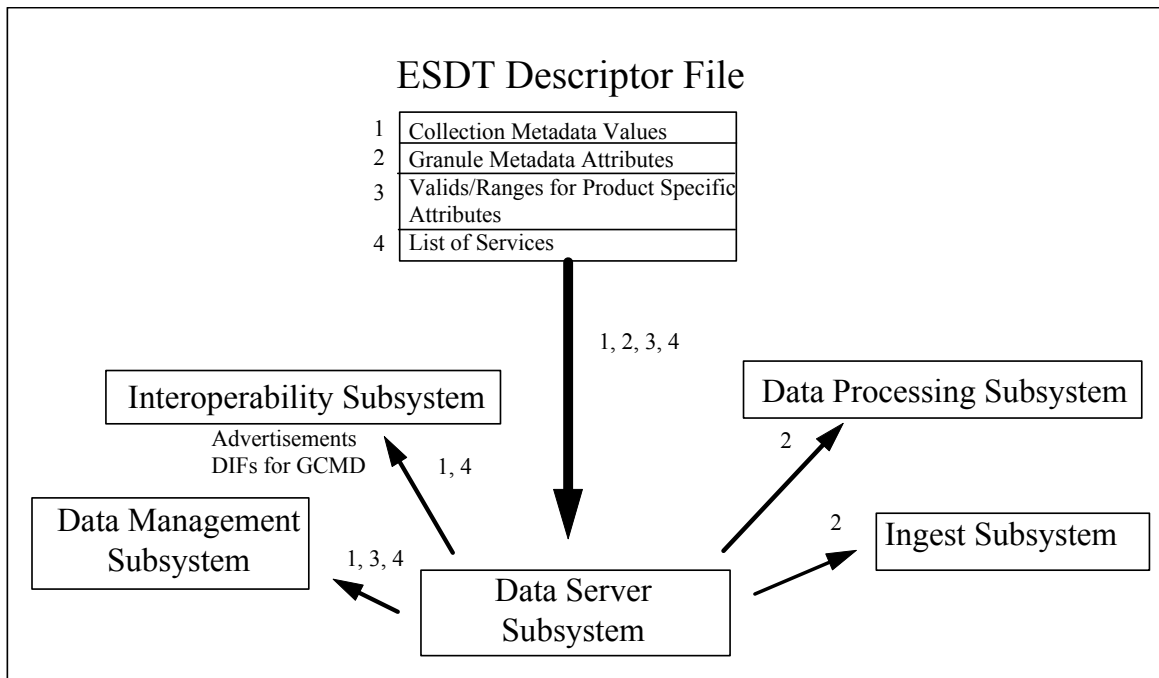 ESDT Descriptor File
1 Collection Metadata Values
2 Granule Metadata Attributes
3 Valids/Ranges for Product Specific
Attributes
4 List of Services
1, 2, 3, 4
Interoperability Subsystem
Advertisements
DIFs for GCMD
1, 4
Data Processing Subsystem
2
Data Management
Subsystem
1, 3, 4
Ingest Subsystem
2
Data Server
Subsystem